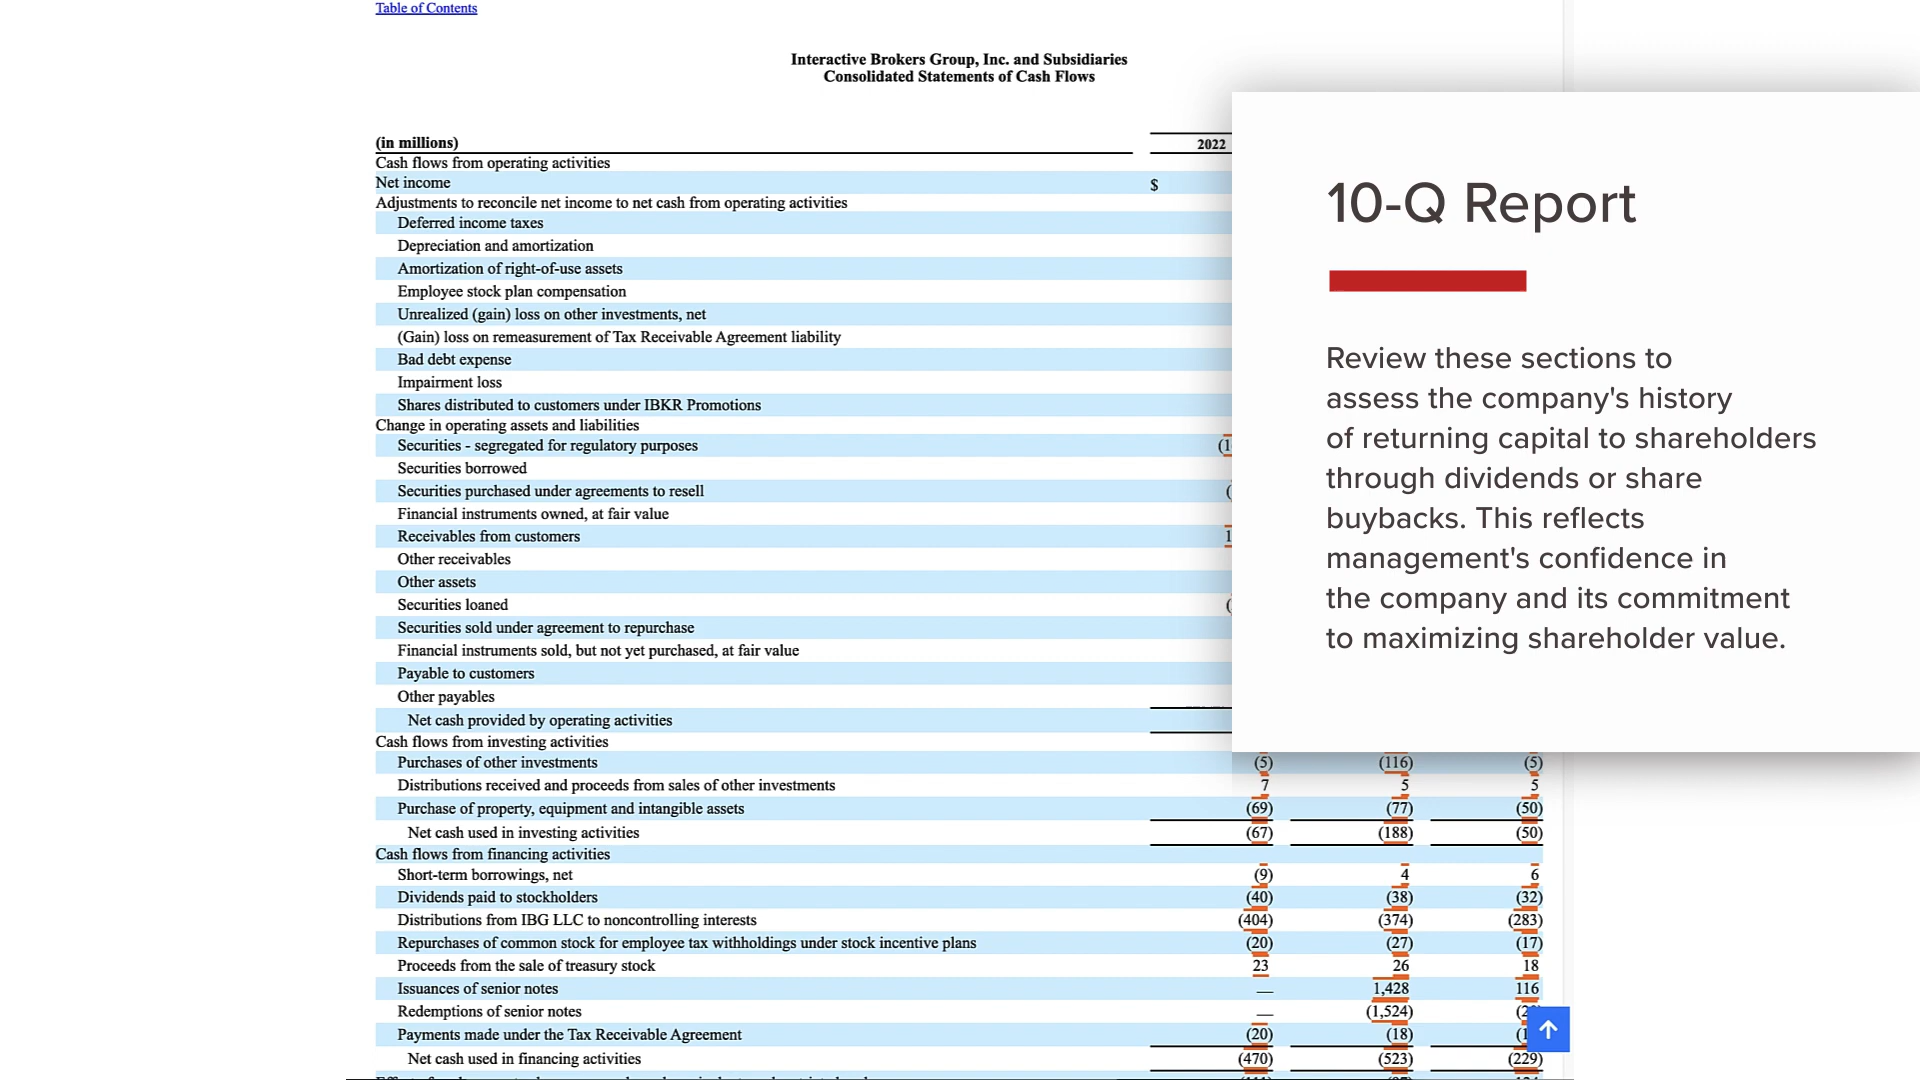 Table of Contents
Interactive Brokers Group, Inc. and Subsidiaries
Consolidated Statements of Cash Flows
(in millions) 2022
Cash flows from operating activities
Net income $
Adjustments to reconcile net income to net cash from operating activities
Deferred income taxes
Depreciation and amortization
Amortization of right-of-use assets
Employee stock plan compensation
Unrealized (gain) loss on other investments, net
(Gain) loss on remeasurement of Tax Receivable Agreement liability
Bad debt expense
Impairment loss
Shares distributed to customers under IBKR Promotions
Change in operating assets and liabilities
Securities - segregated for regulatory purposes
Securities borrowed
Securities purchased under agreements to resell
Financial instruments owned, at fair value
Receivables from customers
Other receivables
Other assets
Securities loaned
Securities sold under agreement to repurchase
Financial instruments sold, but not yet purchased, at fair value
Payable to customers
Other payables
Net cash provided by operating activities
Cash flows from investing activities
Purchases of other investments (5) (116) (5)
Distributions received and proceeds from sales of other investments 7 5 5
Purchase of property, equipment and intangible assets (69) (77) (50)
Net cash used in investing activities (67) (188) (50)
Cash flows from financing activities
Short-term borrowings, net (9) 4 6
Dividends paid to stockholders (40) (38) (32)
Distributions from IBG LLC to noncontrolling interests (404) (374) (283)
Repurchases of common stock for employee tax withholdings under stock incentive plans (20) (27) (17)
Proceeds from the sale of treasury stock 23 26 18
Issuances of senior notes — 1,428 116
Redemptions of senior notes — (1,524)
Payments made under the Tax Receivable Agreement (20) (18)
Net cash used in financing activities (470) (523) (229)
10-Q Report
Review these sections to
assess the company's history
of returning capital to shareholders
through dividends or share
buybacks. This reflects
management's confidence in
the company and its commitment
to maximizing shareholder value.